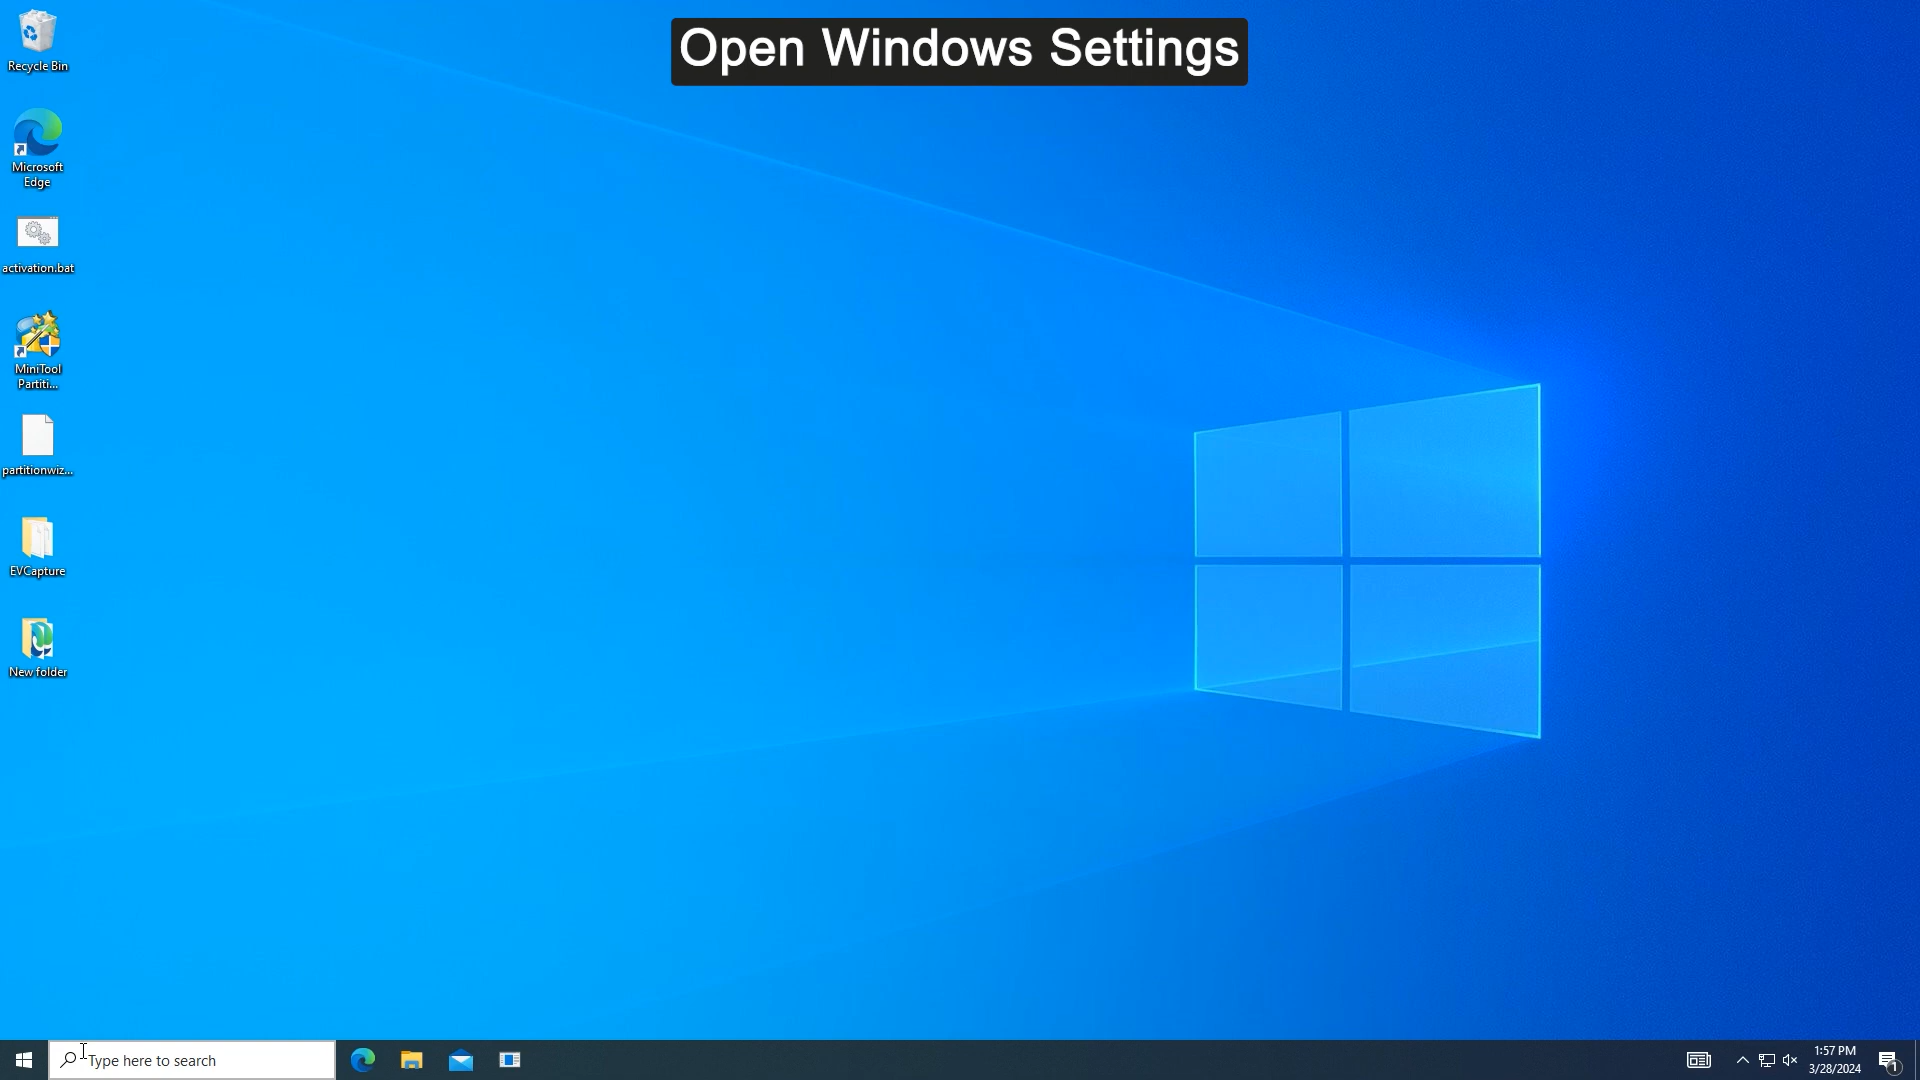 Open Windows Settings
Recycle Bin
Microsoft
Edge
activation.bat
MiniTool
Partiti...
partitionwiz...
EVCapture
New folder
Type here to search
1:57 PM
3/28/2024
1